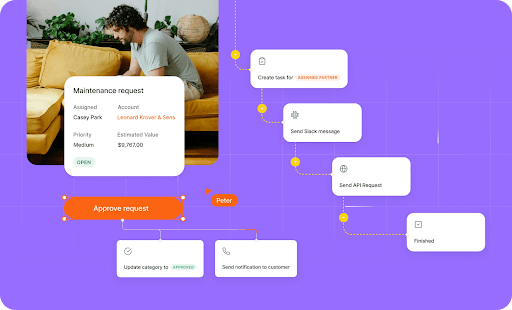 Maintenance request
Assigned
Account
Casey Park
Leonard Krover & Sens
Priority
Estimated Value
Medium
$9,767.00
OPEN
Approve request
Peter
Update category to APPROVED
Send notification to customer
Create task for ASSIGNED PARTNER
Send Slack message
Send API Request
Finished